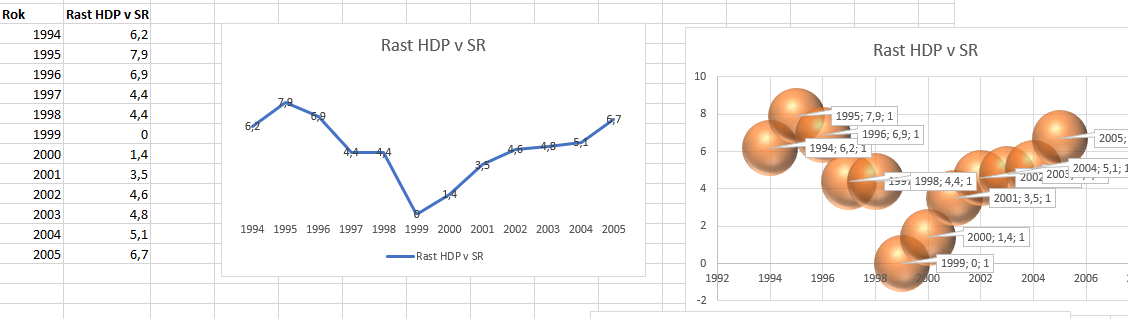 Rok Rast HDP v SR
1994 6,2
1995 7,9
1996 6,9
1997 4,4
1998 4,4
1999 0
2000 1,4
2001 3,5
2002 4,6
2003 4,8
2004 5,1
2005 6,7
Rast HDP v SR
6,2 7,9 6,9 4,4 4,4 0 1,4 3,5 4,6 4,8 5,1 6,7
1994 1995 1996 1997 1998 1999 2000 2001 2002 2003 2004 2005
Rast HDP v SR
Rast HDP v SR
10
8
6
4
2
0
-2
1992 1994 1996 1998 2000 2002 2004 2006
1995; 7,9; 1
1996; 6,9; 1
1994; 6,2; 1
1998; 4,4; 1
1999; 0; 1
2000; 1,4; 1
2001; 3,5; 1
2002
2003
2004; 5,1; 1
2005;